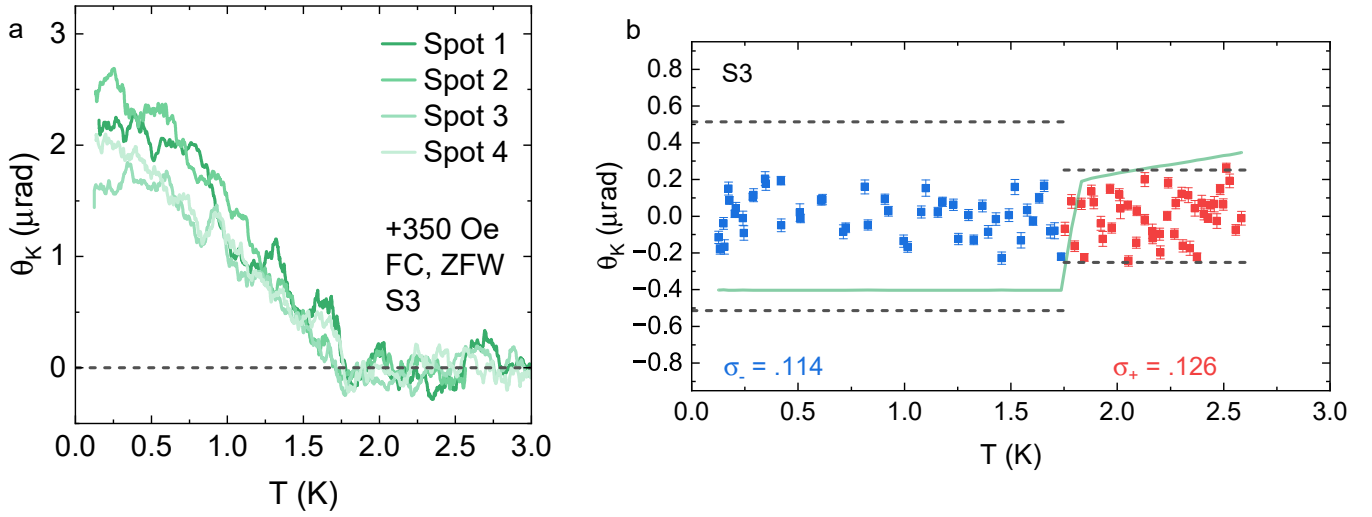 a
3
2
1
0
θK (μrad)
Spot 1
Spot 2
Spot 3
Spot 4
+350 Oe
FC, ZFW
S3
0.0 0.5 1.0 1.5 2.0 2.5 3.0
T (K)
b
0.8
0.6
0.4
0.2
0.0
−0.2
−0.4
−0.6
−0.8
θK (μrad)
S3
σ- = .114
σ+ = .126
0.0 0.5 1.0 1.5 2.0 2.5 3.0
T (K)